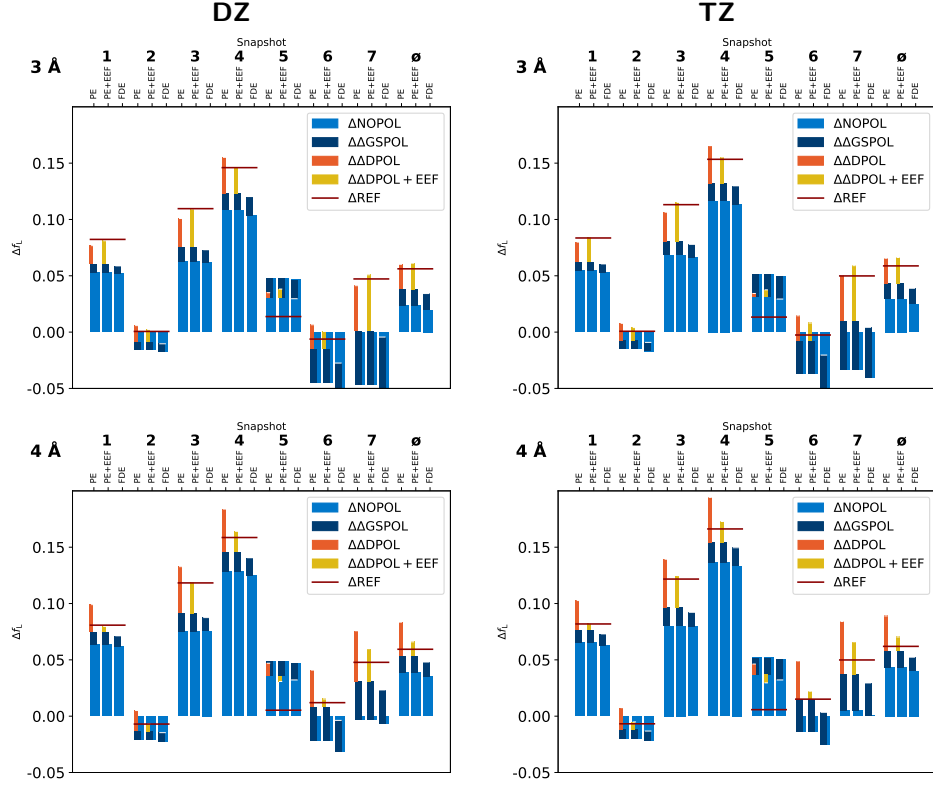 DZ
TZ
Snapshot
3 Å
1 2 3 4 5 6 7 ø
PE PE+EEF FDE PE PE+EEF FDE PE PE+EEF FDE PE PE+EEF FDE PE PE+EEF FDE PE PE+EEF FDE PE PE+EEF FDE PE PE+EEF FDE
ΔNOPOL
ΔΔGSPOL
ΔΔDPOL
ΔΔDPOL + EEF
ΔREF
0.15
0.10
0.05
0.00
-0.05
ΔfL
Snapshot
3 Å
1 2 3 4 5 6 7 ø
PE PE+EEF FDE PE PE+EEF FDE PE PE+EEF FDE PE PE+EEF FDE PE PE+EEF FDE PE PE+EEF FDE PE PE+EEF FDE PE PE+EEF FDE
ΔNOPOL
ΔΔGSPOL
ΔΔDPOL
ΔΔDPOL + EEF
ΔREF
0.15
0.10
0.05
0.00
-0.05
ΔfL
Snapshot
4 Å
1 2 3 4 5 6 7 ø
PE PE+EEF FDE PE PE+EEF FDE PE PE+EEF FDE PE PE+EEF FDE PE PE+EEF FDE PE PE+EEF FDE PE PE+EEF FDE PE PE+EEF FDE
ΔNOPOL
ΔΔGSPOL
ΔΔDPOL
ΔΔDPOL + EEF
ΔREF
0.15
0.10
0.05
0.00
-0.05
ΔfL
Snapshot
4 Å
1 2 3 4 5 6 7 ø
PE PE+EEF FDE PE PE+EEF FDE PE PE+EEF FDE PE PE+EEF FDE PE PE+EEF FDE PE PE+EEF FDE PE PE+EEF FDE PE PE+EEF FDE
ΔNOPOL
ΔΔGSPOL
ΔΔDPOL
ΔΔDPOL + EEF
ΔREF
0.15
0.10
0.05
0.00
-0.05
ΔfL